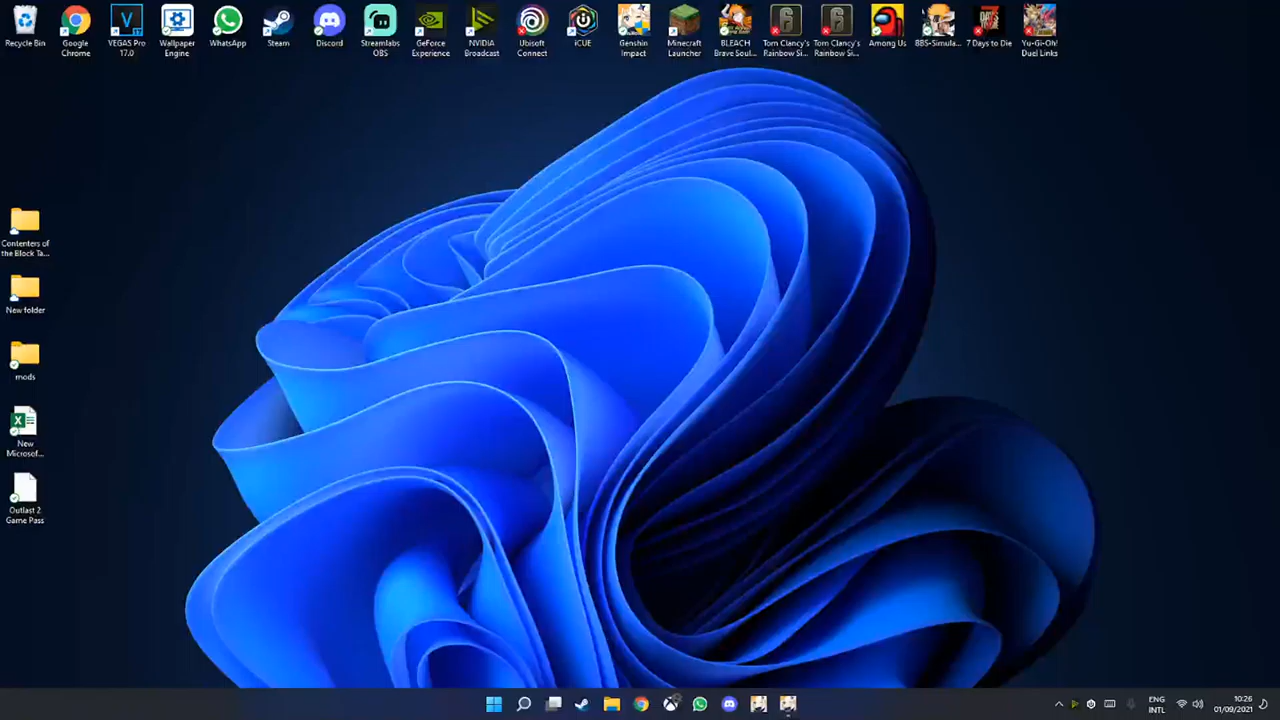 Recycle Bin
Google
Chrome
VEGAS Pro
17.0
Wallpaper
Engine
WhatsApp
Steam
Discord
Streamlabs
OBS
GeForce
Experience
NVIDIA
Broadcast
Ubisoft
Connect
iCUE
Genshin
Impact
Minecraft
Launcher
BLEACH
Brave Soul...
Tom Clancy's
Rainbow Si...
Tom Clancy's
Rainbow Si...
Among Us
BBS-Simula...
7 Days to Die
Yu-Gi-Oh!
Duel Links
Contenters of
the Block Ta...
New folder
mods
New
Microsof...
Outlast 2
Game Pass
ENG
INTL
10:26
01/09/2021